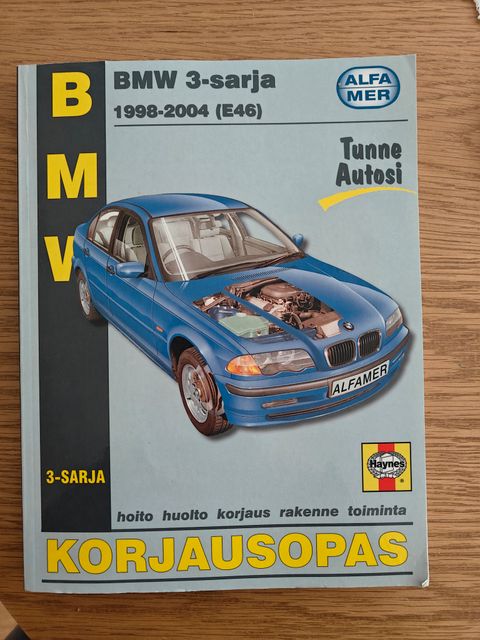 BMW
BMW 3-sarja
1998-2004 (E46)
ALFA
MER
Tunne
Autosi
ALFAMER
3-SARJA
Haynes
®
hoito huolto korjaus rakenne toiminta
KORJAUSOPAS